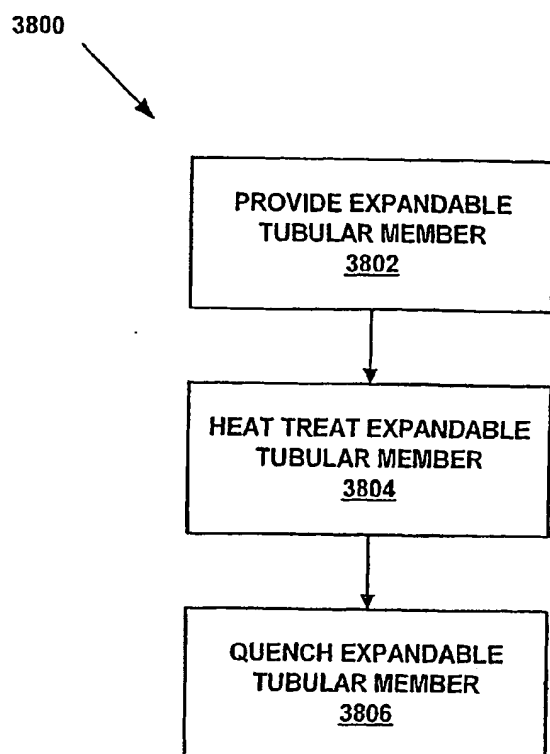 3800
PROVIDE EXPANDABLE
TUBULAR MEMBER
3802
HEAT TREAT EXPANDABLE
TUBULAR MEMBER
3804
QUENCH EXPANDABLE
TUBULAR MEMBER
3806